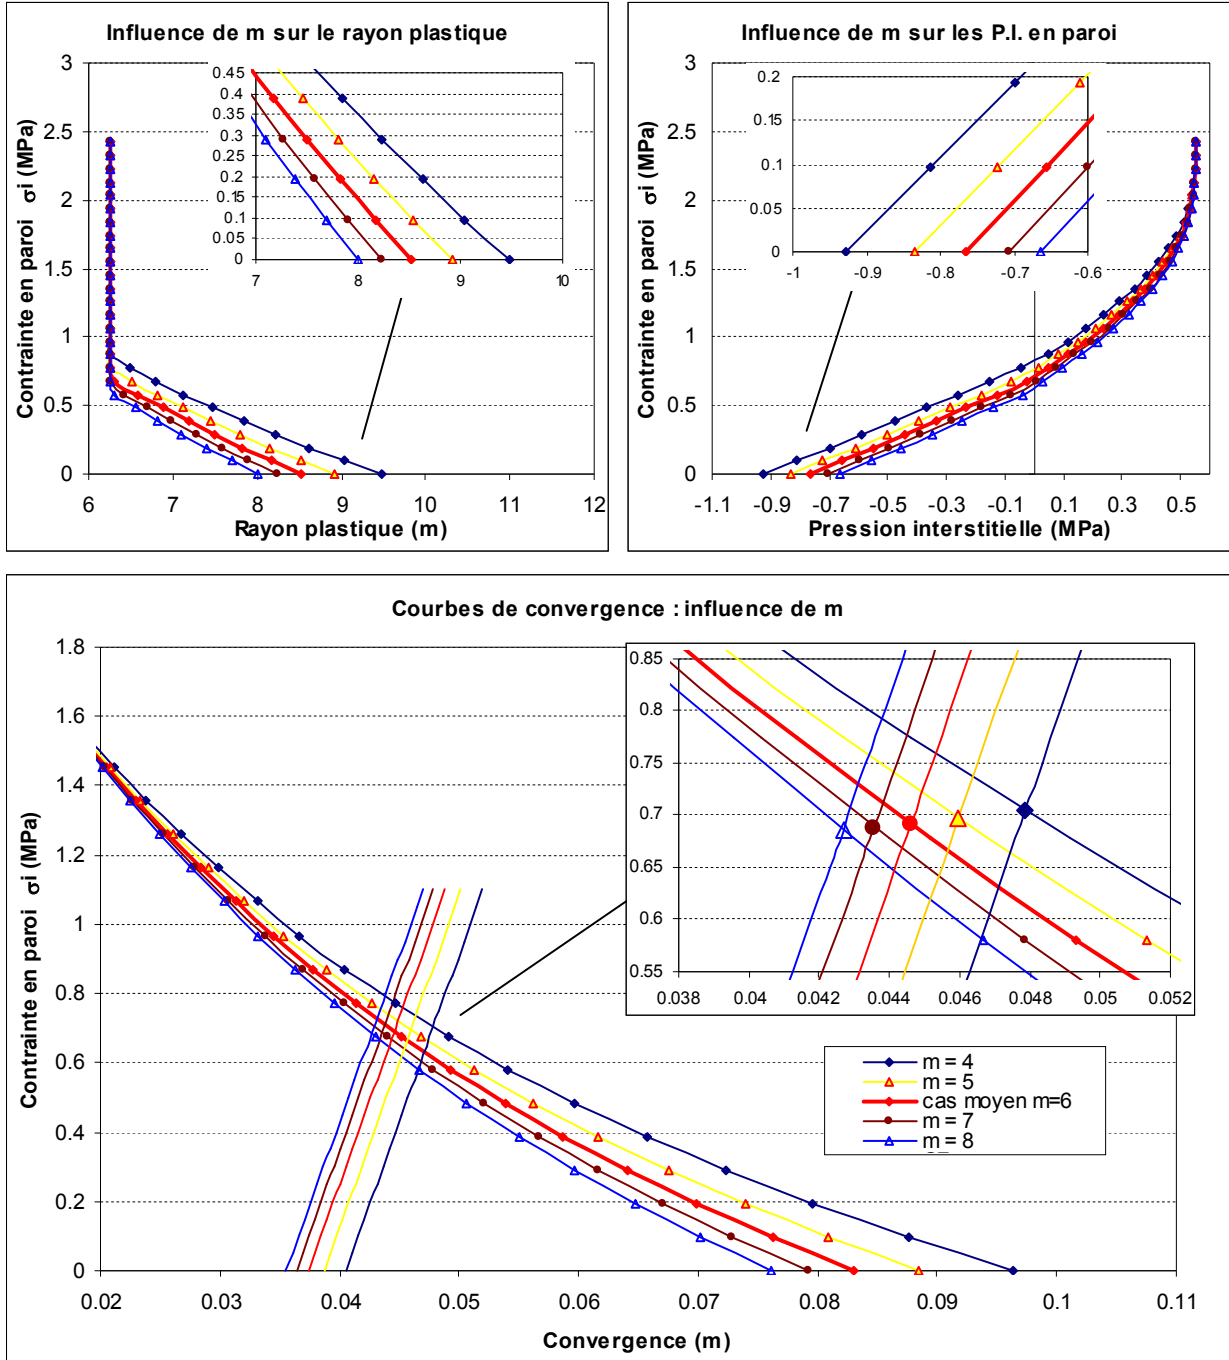 Influence de m sur le rayon plastique
3
2.5
2
1.5
1
0.5
0
Contrainte en paroi σi (MPa)
0.45
0.4
0.35
0.3
0.25
0.2
0.15
0.1
0.05
0
7 8 9 10
6 7 8 9 10 11 12
Rayon plastique (m)
Influence de m sur les P.I. en paroi
3
2.5
2
1.5
1
0.5
0
Contrainte en paroi σi (MPa)
0.2
0.15
0.1
0.05
0
-1 -0.9 -0.8 -0.7 -0.6
-1.1 -0.9 -0.7 -0.5 -0.3 -0.1 0.1 0.3 0.5
Pression interstitielle (MPa)
Courbes de convergence : influence de m
1.8
1.6
1.4
1.2
1
0.8
0.6
0.4
0.2
0
Contrainte en paroi σi (MPa)
0.85
0.8
0.75
0.7
0.65
0.6
0.55
0.038 0.04 0.042 0.044 0.046 0.048 0.05 0.052
m = 4
m = 5
cas moyen m=6
m = 7
m = 8
0.02 0.03 0.04 0.05 0.06 0.07 0.08 0.09 0.1 0.11
Convergence (m)